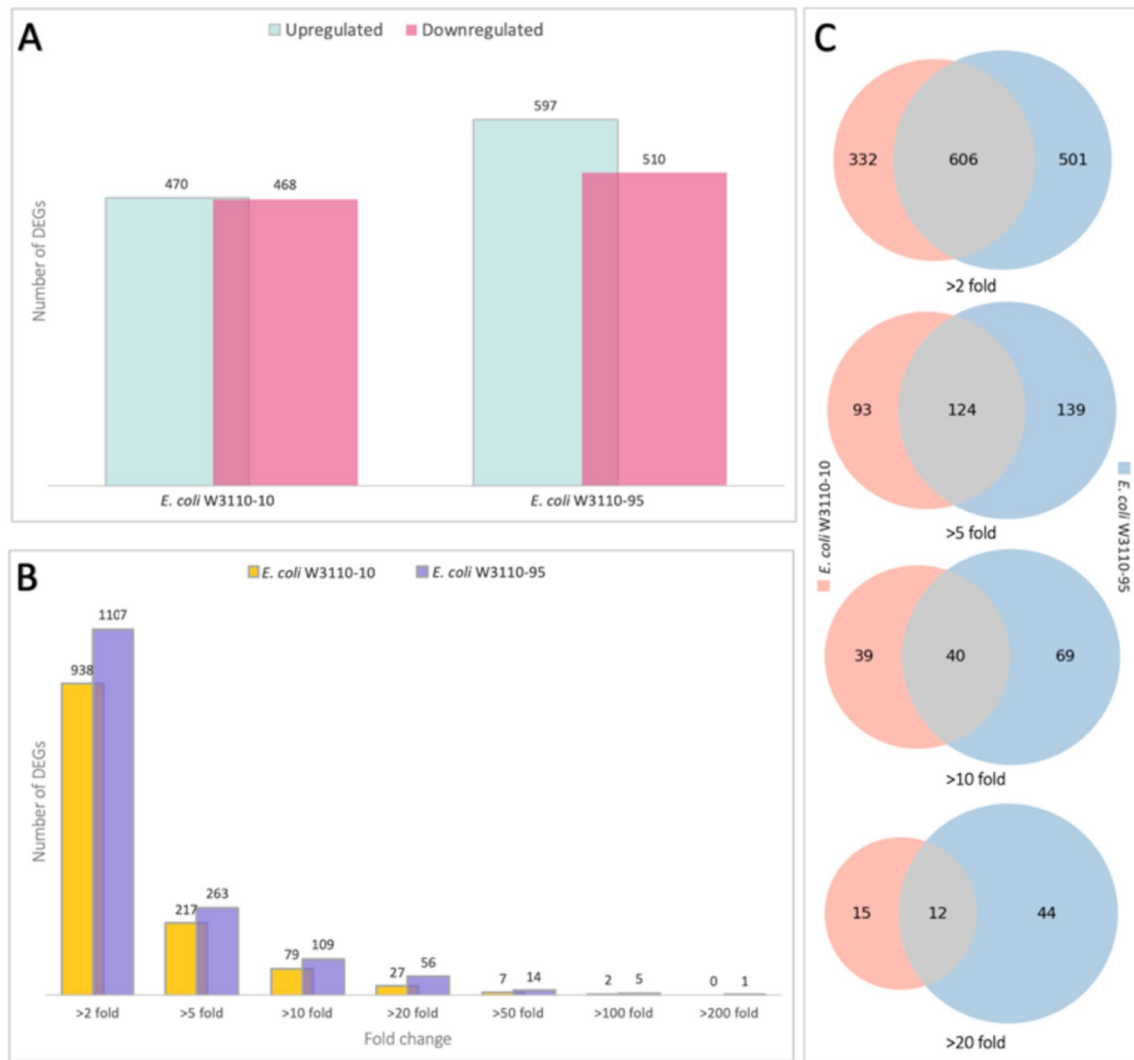 A
Upregulated Downregulated
Number of DEGs
470 468
597
510
E. coli W3110-10 E. coli W3110-95
B
E. coli W3110-10 E. coli W3110-95
Number of DEGs
938 1107
217 263
79 109
27 56
7 14
2 5
0 1
>2 fold >5 fold >10 fold >20 fold >50 fold >100 fold >200 fold
Fold change
C
332 606 501
>2 fold
93 124 139
>5 fold
E. coli W3110-10
E. coli W3110-95
39 40 69
>10 fold
15 12 44
>20 fold